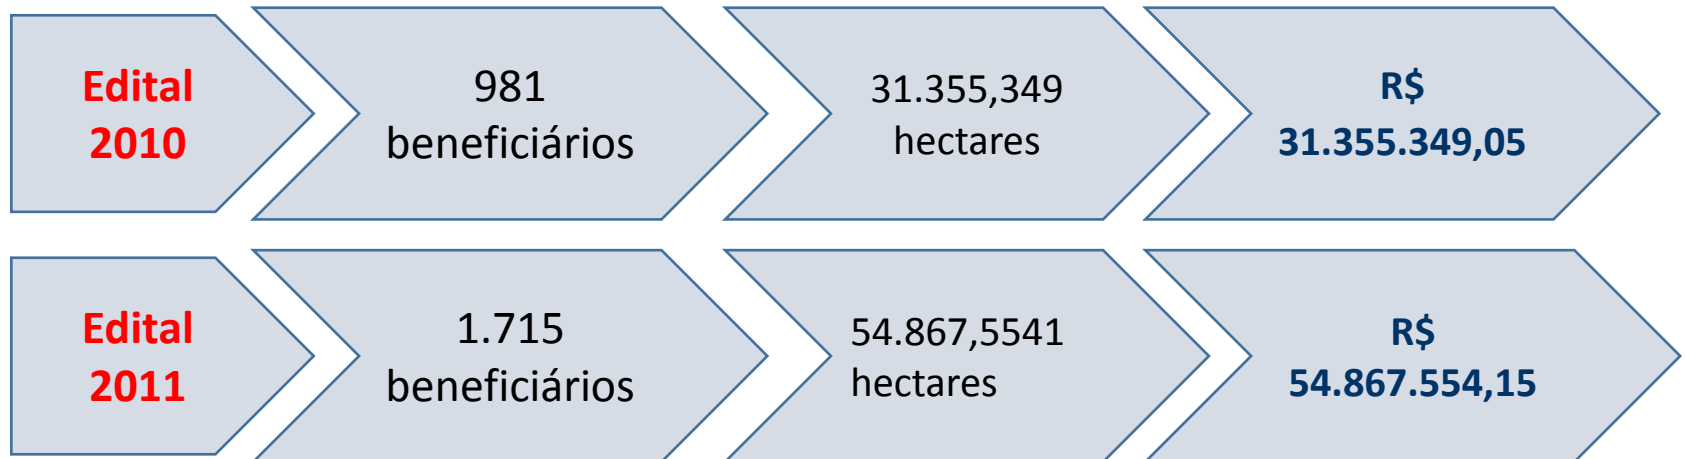 Edital
2010
981
beneficiários
31.355,349
hectares
R$
31.355.349,05
Edital
2011
1.715
beneficiários
54.867,5541
hectares
R$
54.867.554,15